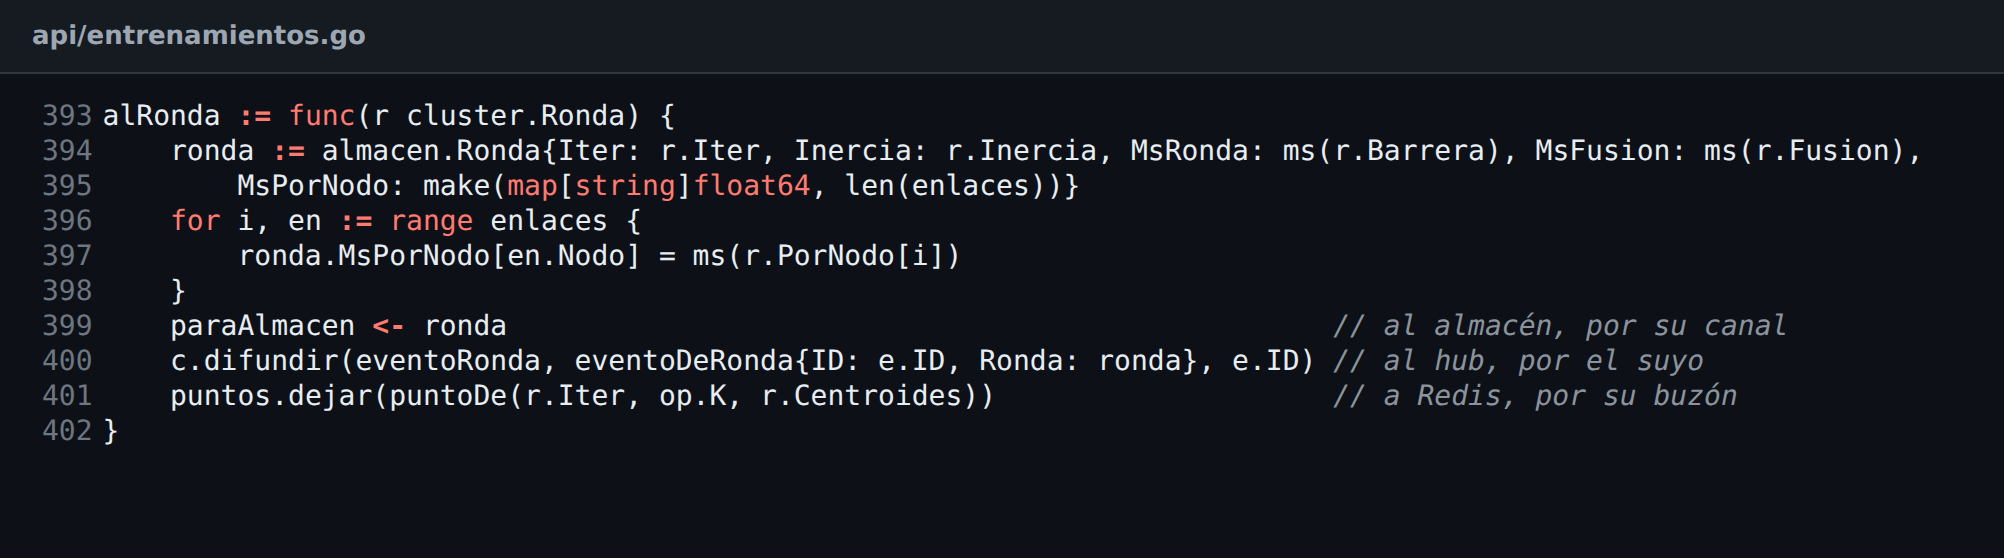 api/entrenamientos.go
393 alRonda := func(r cluster.Ronda) {
394     ronda := almacen.Ronda{Iter: r.Iter, Inercia: r.Inercia, MsRonda: ms(r.Barrera), MsFusion: ms(r.Fusion),
395         MsPorNodo: make(map[string]float64, len(enlaces))}
396     for i, en := range enlaces {
397         ronda.MsPorNodo[en.Nodo] = ms(r.PorNodo[i])
398     }
399     paraAlmacen <- ronda                                                 // al almacén, por su canal
400     c.difundir(eventoRonda, eventoDeRonda{ID: e.ID, Ronda: ronda}, e.ID) // al hub, por el suyo
401     puntos.dejar(puntoDe(r.Iter, op.K, r.Centroides))                    // a Redis, por su buzón
402 }